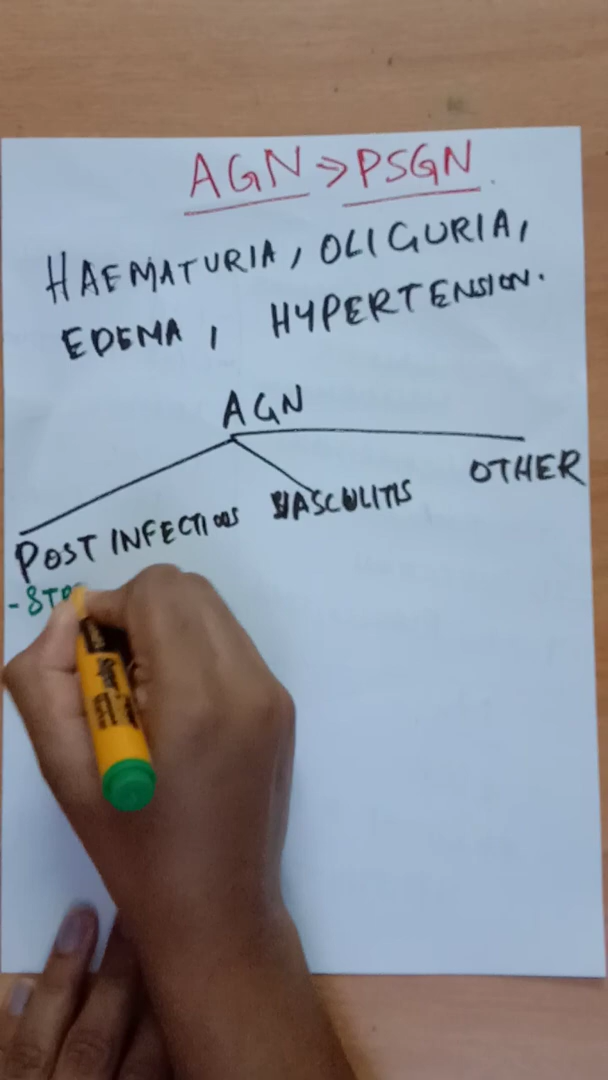 AGN => PSGN.
HAEMATURIA, OLIGURIA,
EDEMA, HYPERTENSION.
AGN
POST INFECTIOUS VASCULITIS OTHER